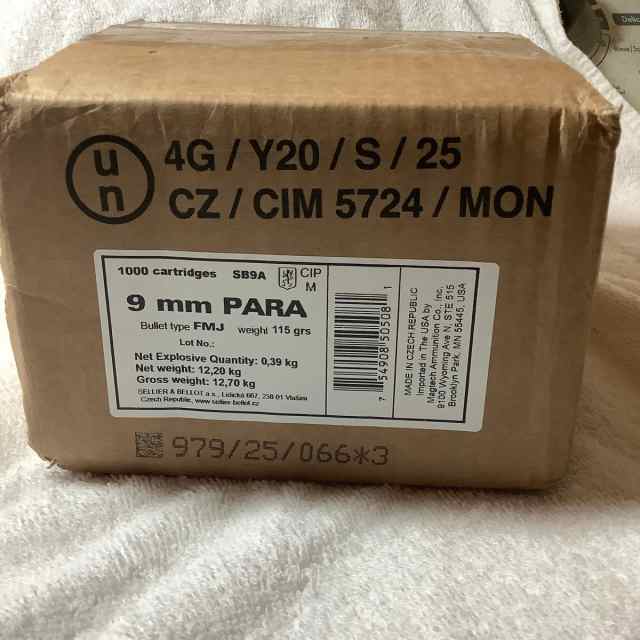 un
4G / Y20 / S / 25
CZ / CIM 5724 / MON
1000 cartridges SB9A CIP
M
9 mm PARA
Bullet type FMJ weight 115 grs
Lot No.:
Net Explosive Quantity: 0,39 kg
Net weight: 12,20 kg
Gross weight: 12,70 kg
SELLIER & BELLOT a.s., Lidická 667, 258 01 Vlašim
Czech Republic, www.sellier-bellot.cz
7 54908 50508 1
MADE IN CZECH REPUBLIC
Imported in The USA by
Magtech Ammunition Co., Inc.
9100 Wyoming Ave N, STE 515
Brooklyn Park, MN 55445, USA
979/25/066*3